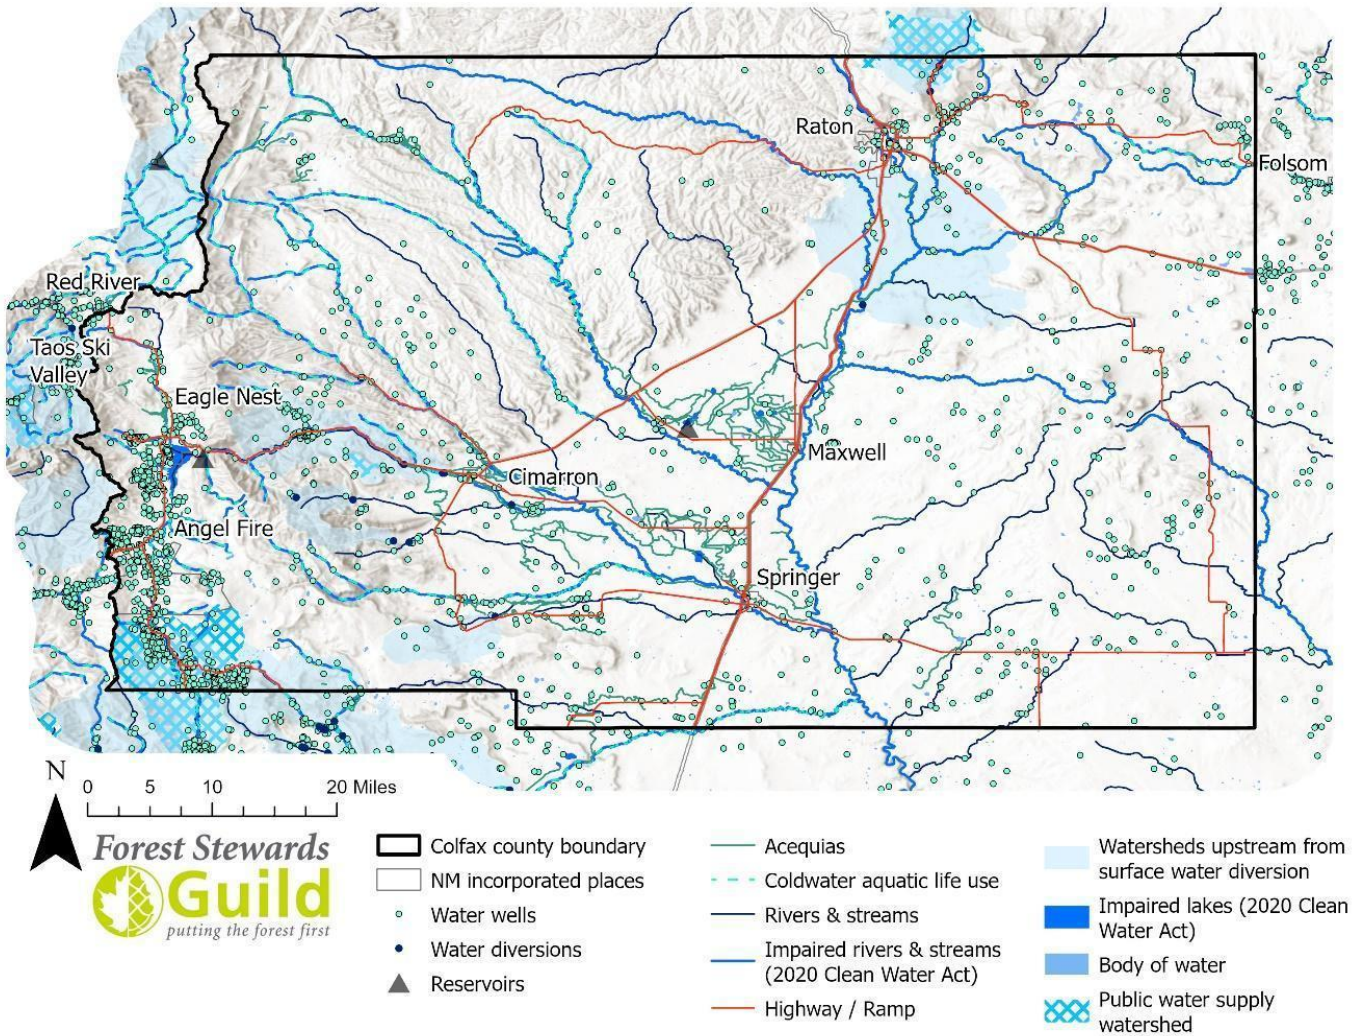 Raton
Folsom
Red River
Taos Ski
Valley
Eagle Nest
Maxwell
Cimarron
Angel Fire
Springer
N
0 5 10 20 Miles
Forest Stewards
Guild
putting the forest first
Colfax county boundary
NM incorporated places
Water wells
Water diversions
Reservoirs
Acequias
Coldwater aquatic life use
Rivers & streams
Impaired rivers & streams
(2020 Clean Water Act)
Highway / Ramp
Watersheds upstream from
surface water diversion
Impaired lakes (2020 Clean
Water Act)
Body of water
Public water supply
watershed